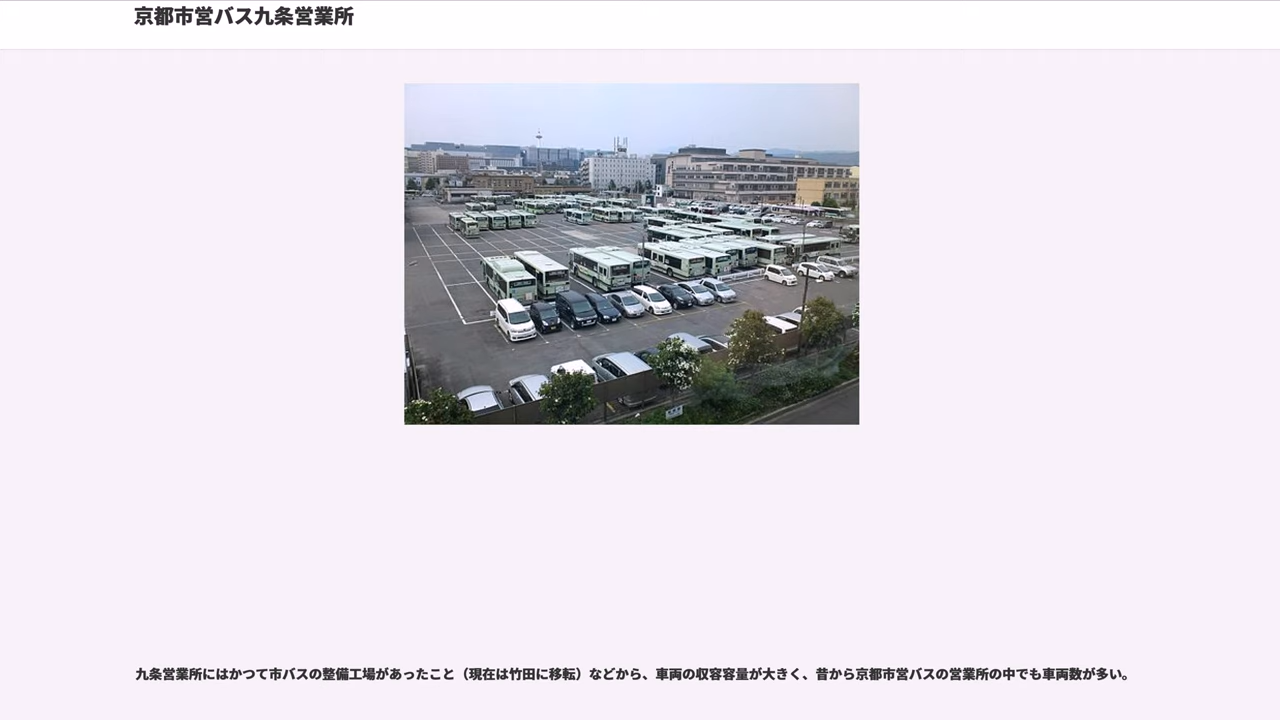 京都市営バス九条営業所
九条営業所にはかつて市バスの整備工場があったこと（現在は竹田に移転）などから、車両の収容容量が大きく、昔から京都市営バスの営業所の中でも車両数が多い。